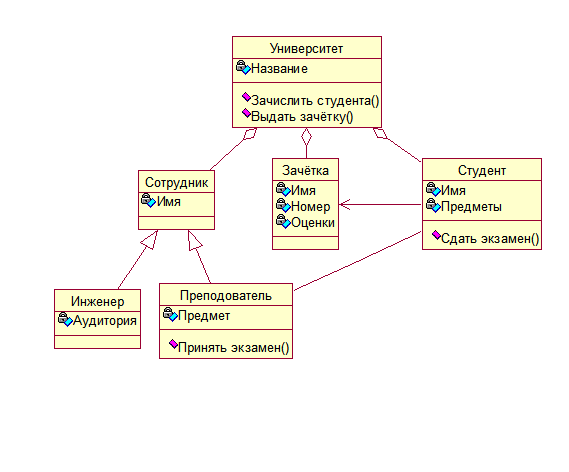 Университет
Название
Зачислить студента()
Выдать зачётку()
Сотрудник
Имя
Зачётка
Имя
Номер
Оценки
Студент
Имя
Предметы
Сдать экзамен()
Инженер
Аудитория
Преподователь
Предмет
Принять экзамен()